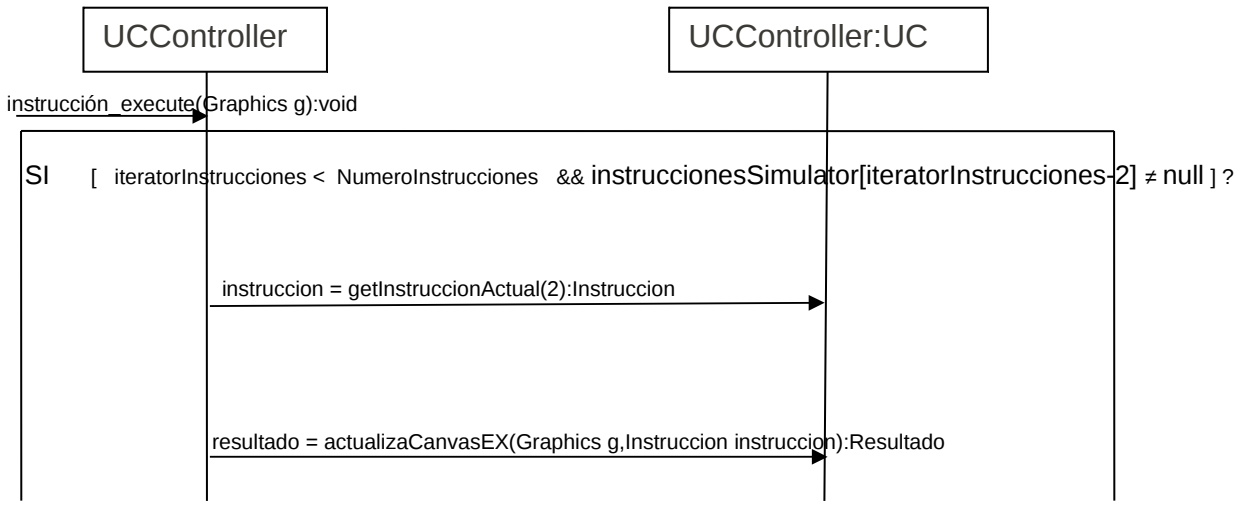 UCController
UCController:UC
instrucción_execute(Graphics g):void
SI [ iteratorInstrucciones < NumeroInstrucciones && instruccionesSimulator[iteratorInstrucciones-2] ≠ null ] ?
instruccion = getInstruccionActual(2):Instruccion
resultado = actualizaCanvasEX(Graphics g,Instruccion instruccion):Resultado